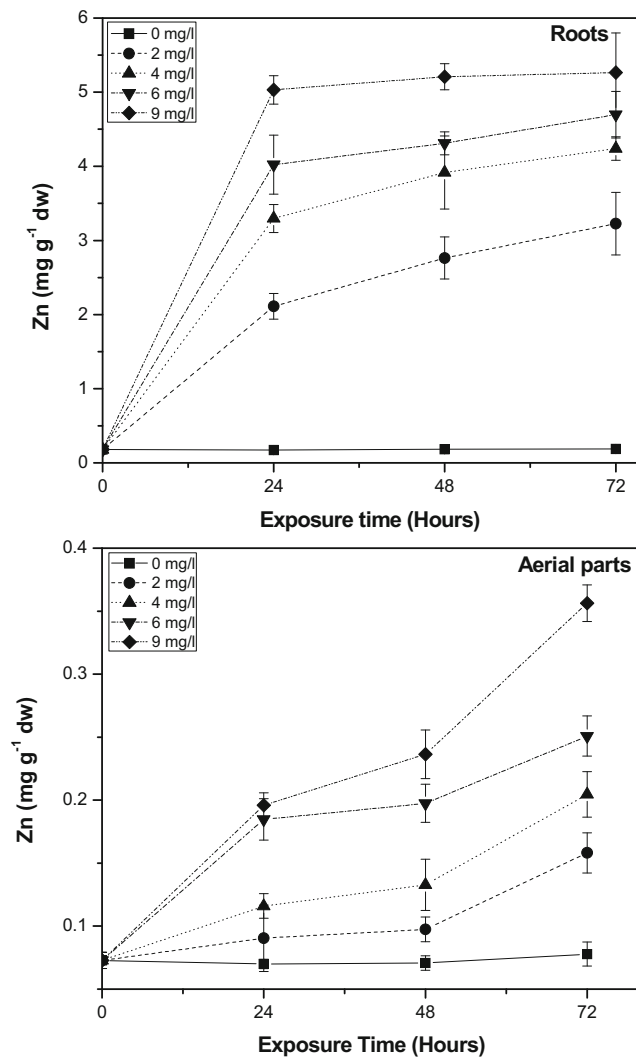 Roots
0 mg/l
2 mg/l
4 mg/l
6 mg/l
9 mg/l
Zn (mg g⁻¹ dw)
6
5
4
3
2
1
0
0 24 48 72
Exposure time (Hours)
Aerial parts
0 mg/l
2 mg/l
4 mg/l
6 mg/l
9 mg/l
Zn (mg g⁻¹ dw)
0.4
0.3
0.2
0.1
0 24 48 72
Exposure Time (Hours)